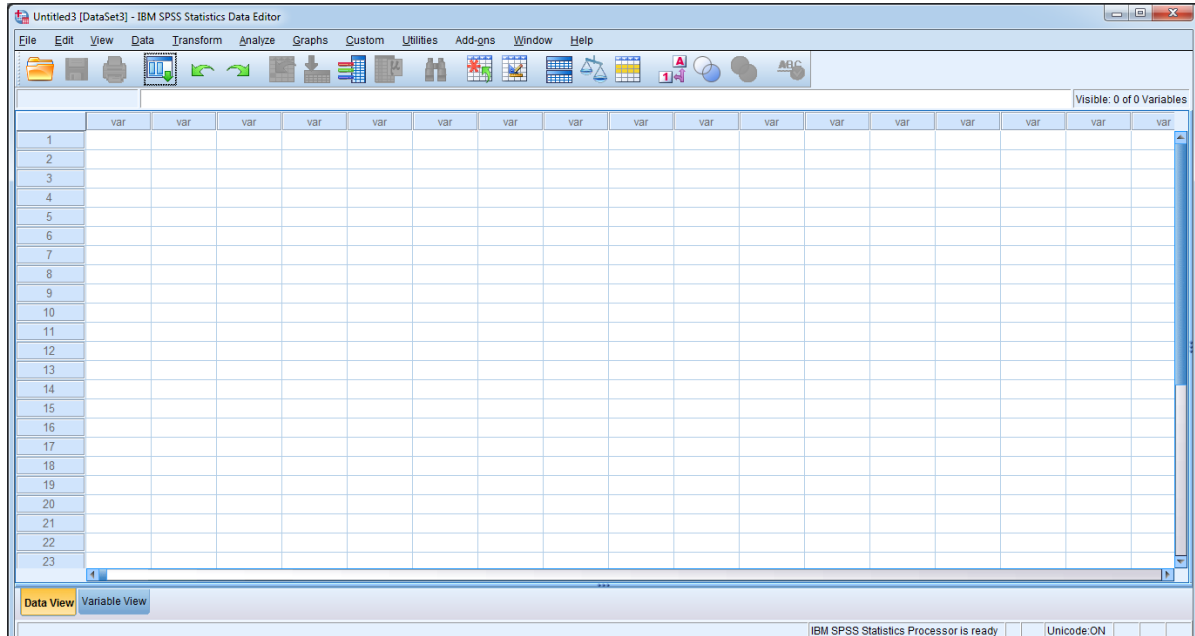 Untitled3 [DataSet3] - IBM SPSS Statistics Data Editor
File Edit View Data Transform Analyze Graphs Custom Utilities Add-ons Window Help
A
1
ABC
μ
Visible: 0 of 0 Variables
var var var var var var var var var var var var var var var var var
1
2
3
4
5
6
7
8
9
10
11
12
13
14
15
16
17
18
19
20
21
22
23
Data View Variable View
IBM SPSS Statistics Processor is ready Unicode:ON